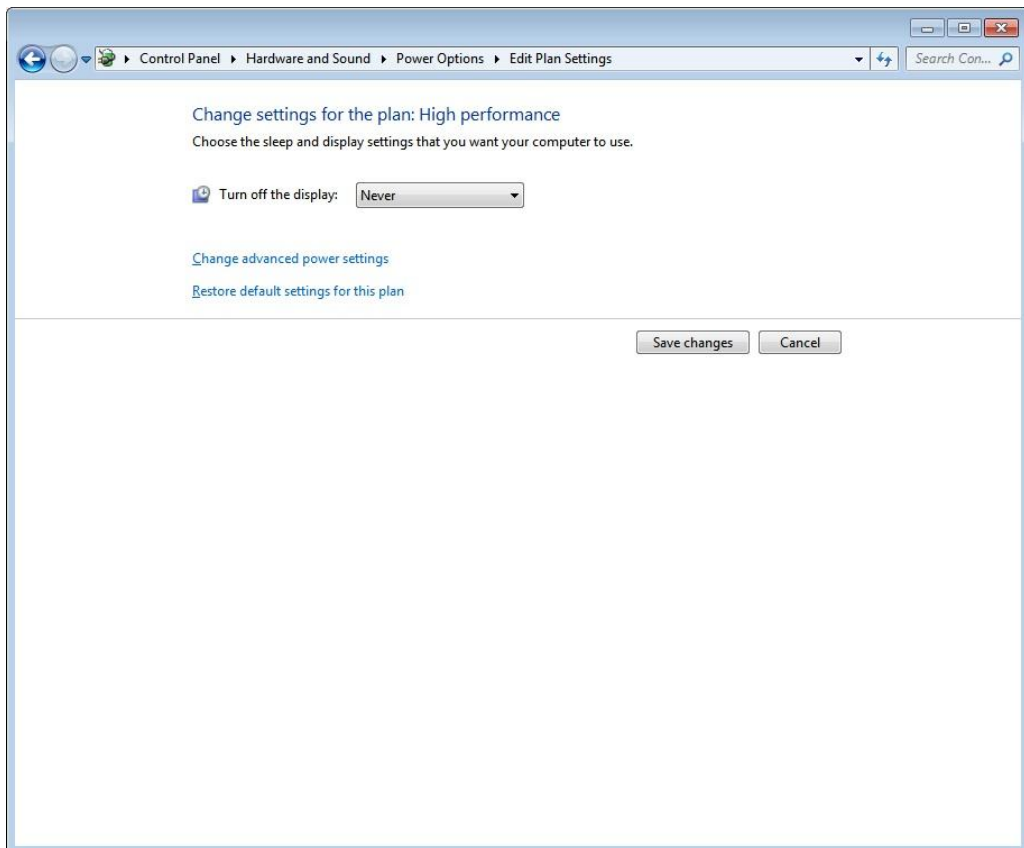 Control Panel Hardware and Sound Power Options Edit Plan Settings Search Con...
Change settings for the plan: High performance
Choose the sleep and display settings that you want your computer to use.
Turn off the display: Never
Change advanced power settings
Restore default settings for this plan
Save changes Cancel